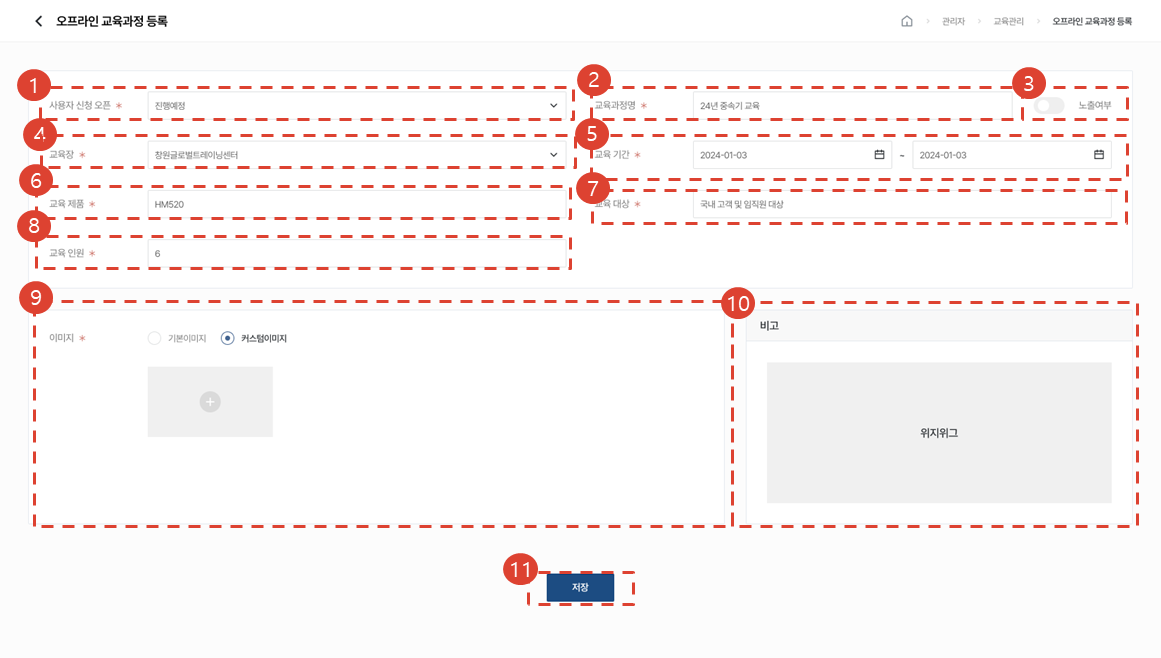 오프라인 교육과정 등록
관리자 > 교육관리 > 오프라인 교육과정 등록
1 2 3
사용자 신청 오픈 * 진행예정 교육과정명 * 24년 중속기 교육 노출여부
4 5
교육장 * 창원글로벌트레이닝센터 교육 기간 * 2024-01-03 ~ 2024-01-03
6 7
교육 제품 * HM520 교육 대상 * 국내 고객 및 임직원 대상
8
교육 인원 * 6
9 10
비고
이미지 * 기본이미지 커스텀이미지
위지위그
11
저장